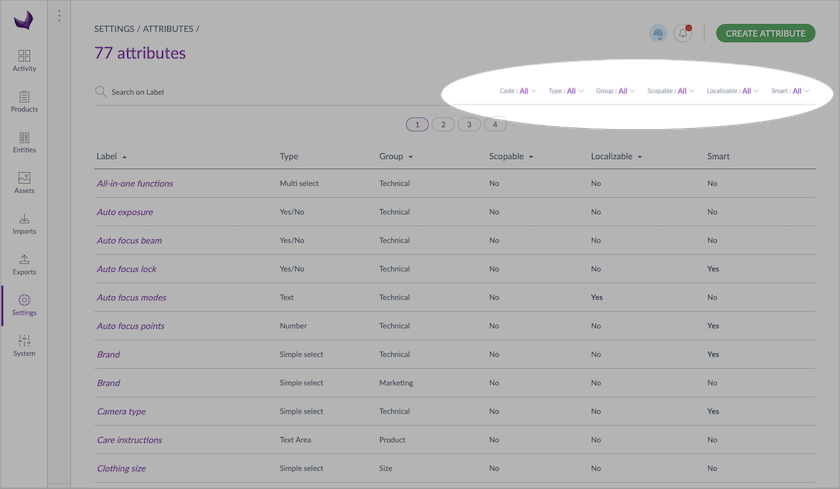 SETTINGS / ATTRIBUTES /
77 attributes
CREATE ATTRIBUTE
Search on Label
Code : All Type : All Group : All Scopable : All Localizable : All Smart : All
1 2 3 4
Activity
Products
Entities
Assets
Imports
Exports
Settings
System
Label Type Group Scopable Localizable Smart
All-in-one functions Multi select Technical No No No
Auto exposure Yes/No Technical No No No
Auto focus beam Yes/No Technical No No No
Auto focus lock Yes/No Technical No No Yes
Auto focus modes Text Technical No Yes No
Auto focus points Number Technical No No Yes
Brand Simple select Technical No No Yes
Brand Simple select Marketing No No No
Camera type Simple select Technical No No Yes
Care instructions Text Area Product No No No
Clothing size Simple select Size No No No